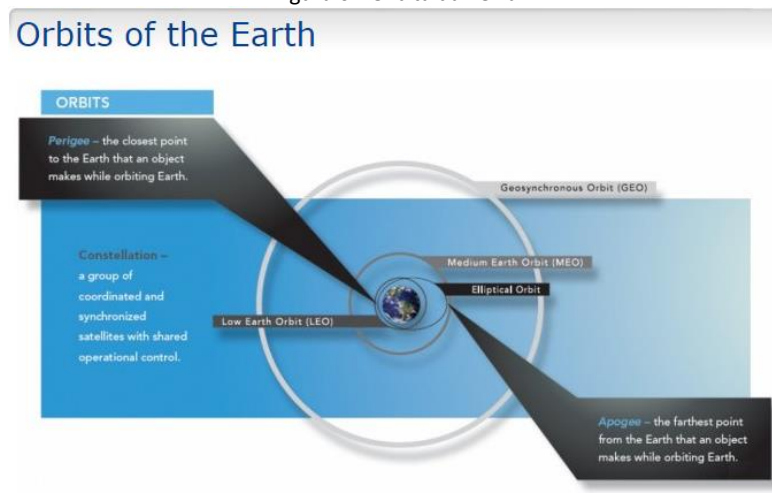 Orbits of the Earth
ORBITS
Perigee – the closest point
to the Earth that an object
makes while orbiting Earth.
Geosynchronous Orbit (GEO)
Constellation –
a group of
coordinated and
synchronized
satellites with shared
operational control.
Medium Earth Orbit (MEO)
Elliptical Orbit
Low Earth Orbit (LEO)
Apogee – the farthest point
from the Earth that an object
makes while orbiting Earth.